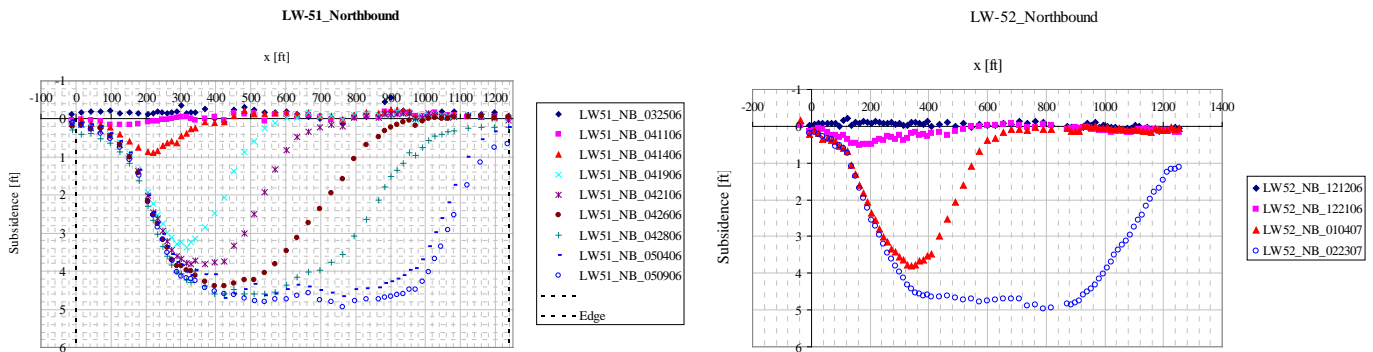 LW-51_Northbound
x [ft]
-1
-100 0 100 200 300 400 500 600 700 800 900 1000 1100 1200
0
1
2
3
4
5
6
Subsidence [ft]
LW51_NB_032506
LW51_NB_041106
LW51_NB_041406
LW51_NB_041906
LW51_NB_042106
LW51_NB_042606
LW51_NB_042806
LW51_NB_050406
LW51_NB_050906
Edge
LW-52_Northbound
x [ft]
-1
-200 0 200 400 600 800 1000 1200 1400
0
1
2
3
4
5
6
Subsidence [ft]
LW52_NB_121206
LW52_NB_122106
LW52_NB_010407
LW52_NB_022307